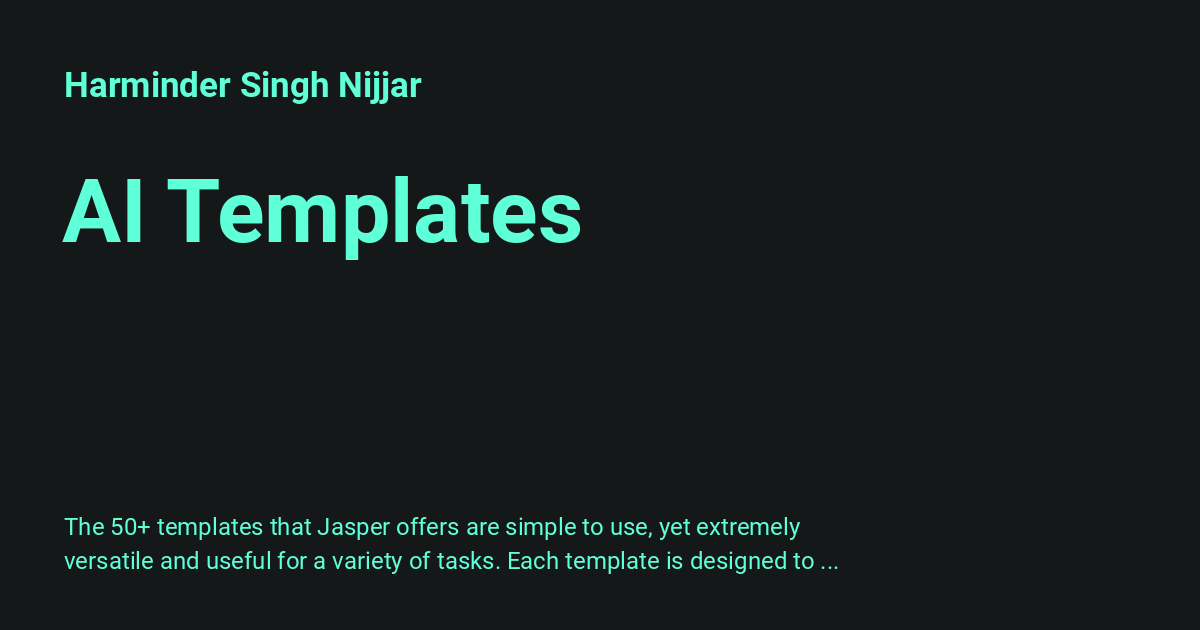 Harminder Singh Nijjar
AI Templates
The 50+ templates that Jasper offers are simple to use, yet extremely
versatile and useful for a variety of tasks. Each template is designed to ...